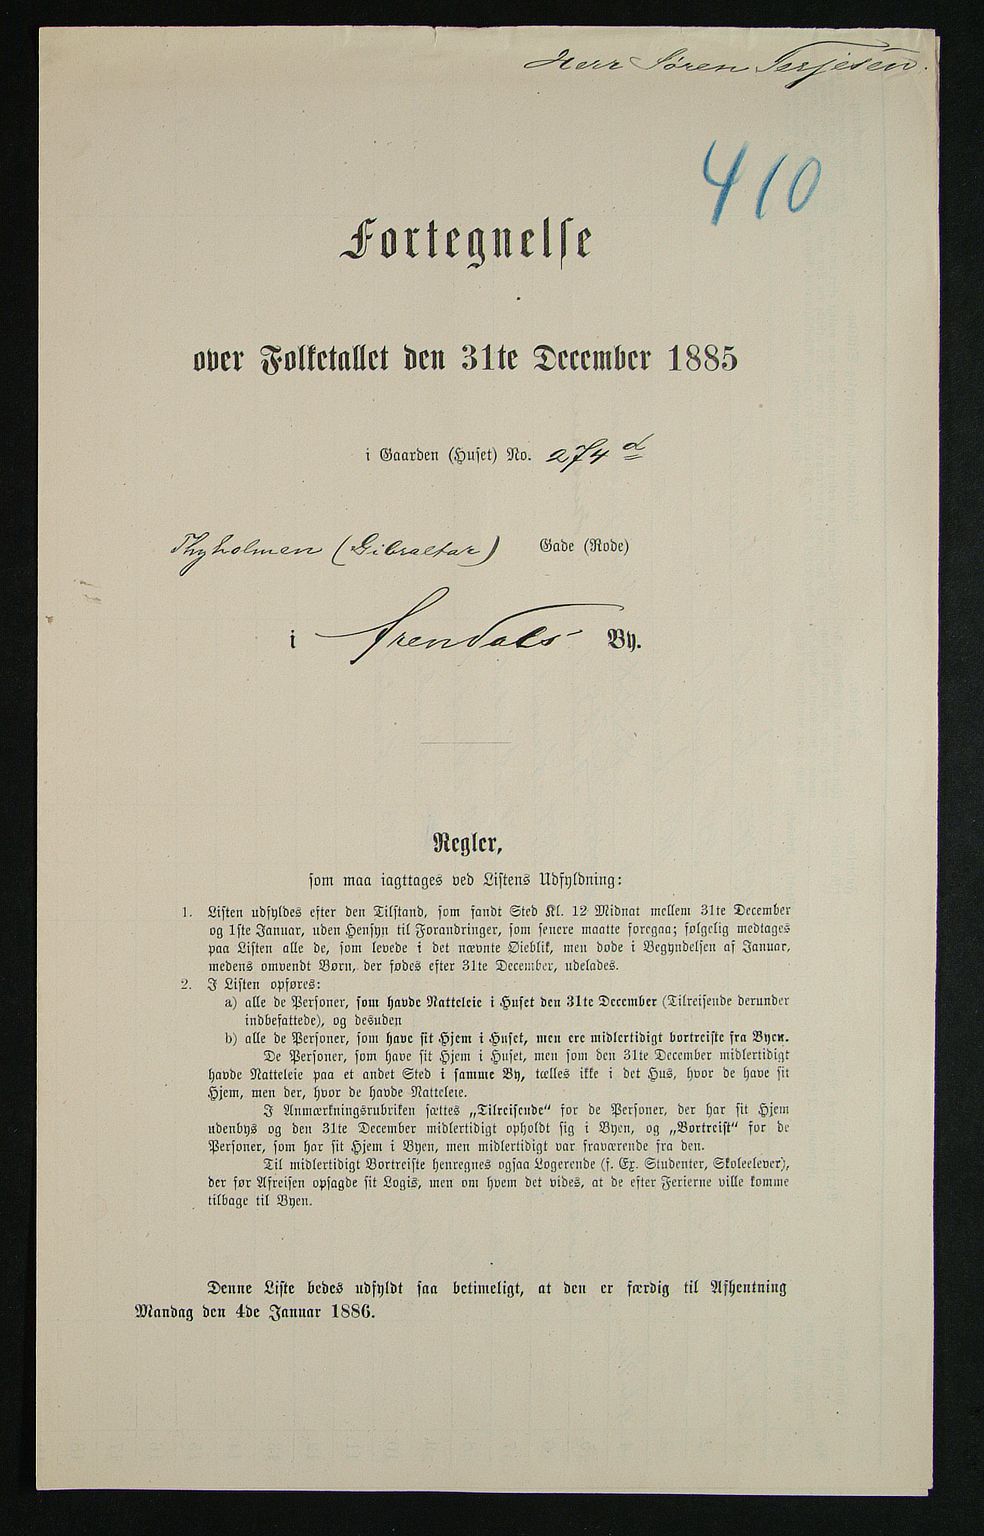 Herr Søren Terjesen.
410
Fortegnelse
over Folketallet den 31te December 1885
i Gaarden (Huset) No. 274 d
Thyholmen (Gibraltar) Gade (Rode)
i Arendals By.
Regler,
som maa iagttages ved Listens Udfyldning:
1. Listen udfyldes efter den Tilstand, som fandt Sted Kl. 12 Midnat mellem 31te December
og 1ste Januar, uden Hensyn til Forandringer, som senere maatte foregaa; følgelig medtages
paa Listen alle de, som levede i det nævnte Øieblik, men døde i Begyndelsen af Januar,
medens omvendt Børn, der fødes efter 31te December, udelades.
2. I Listen opføres:
a) alle de Personer, som havde Natteleie i Huset den 31te December (Tilreisende derunder
indbefattede), og desuden
b) alle de Personer, som have sit Hjem i Huset, men ere midlertidigt bortreiste fra Byen.
De Personer, som have sit Hjem i Huset, men som den 31te December midlertidigt
havde Natteleie paa et andet Sted i samme By, tælles ikke i det Hus, hvor de have sit
Hjem, men der, hvor de havde Natteleie.
I Anmærkningsrubriken sættes „Tilreisende“ for de Personer, der har sit Hjem
udenbys og den 31te December midlertidigt opholdt sig i Byen, og „Bortreist“ for de
Personer, som har sit Hjem i Byen, men midlertidigt var fraværende fra den.
Til midlertidigt Bortreiste henregnes ogsaa Logerende (f. Ex. Studenter, Skoleelever),
der før Afreisen opsagde sit Logis, men om hvem det vides, at de efter Ferierne ville komme
tilbage til Byen.
Denne Liste bedes udfyldt saa betimeligt, at den er færdig til Afhentning
Mandag den 4de Januar 1886.